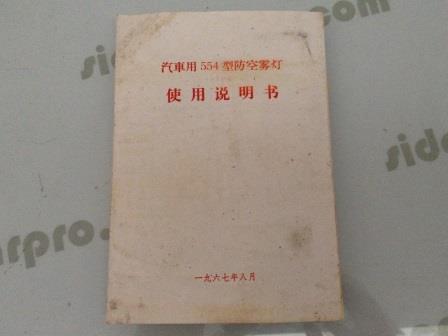 汽車用554型防空雾灯
使用说明书
一九六七年八月